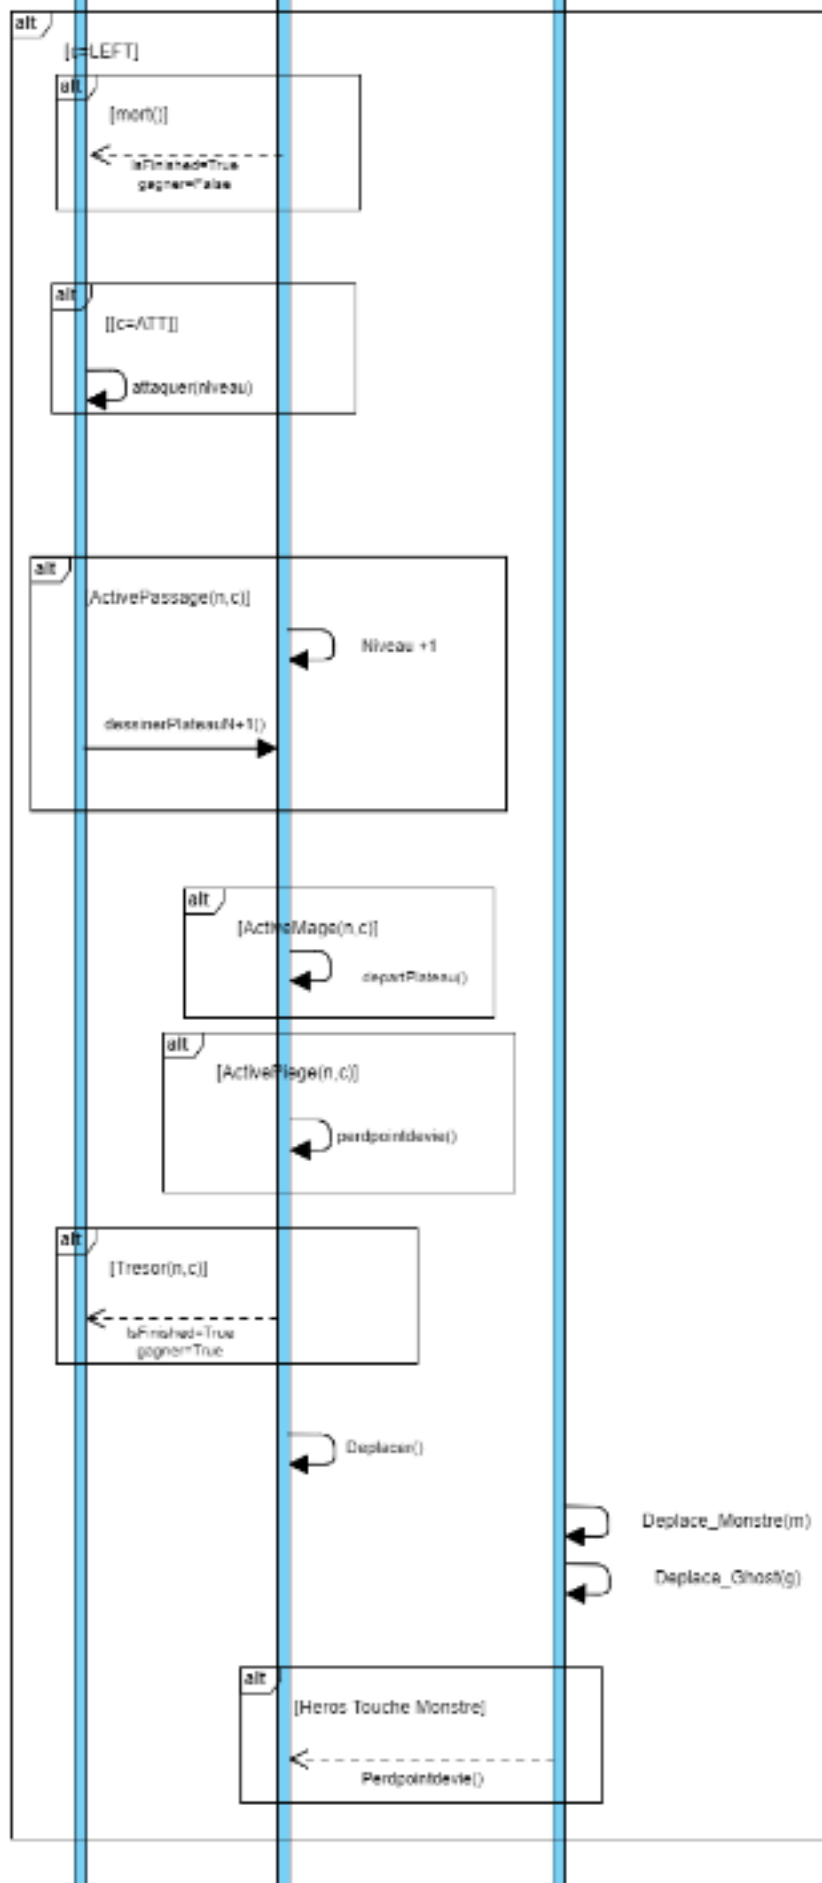 alt
[c=LEFT]
alt
[mort()]
IsFinished=True
gagner=False
alt
[[c=ATT]]
attaquer(niveau)
alt
ActivePassage(n,c)]
Niveau +1
dessinerPlateauN+1()
alt
[ActiveMage(n,c)]
departPlateau()
alt
[ActivePiege(n,c)]
perdpointdevie()
alt
[Tresor(n,c)]
IsFinished=True
gagner=True
Deplacer()
Deplace_Monstre(m)
Deplace_Ghost(g)
alt
[Heros Touche Monstre]
Perdpointdevie()